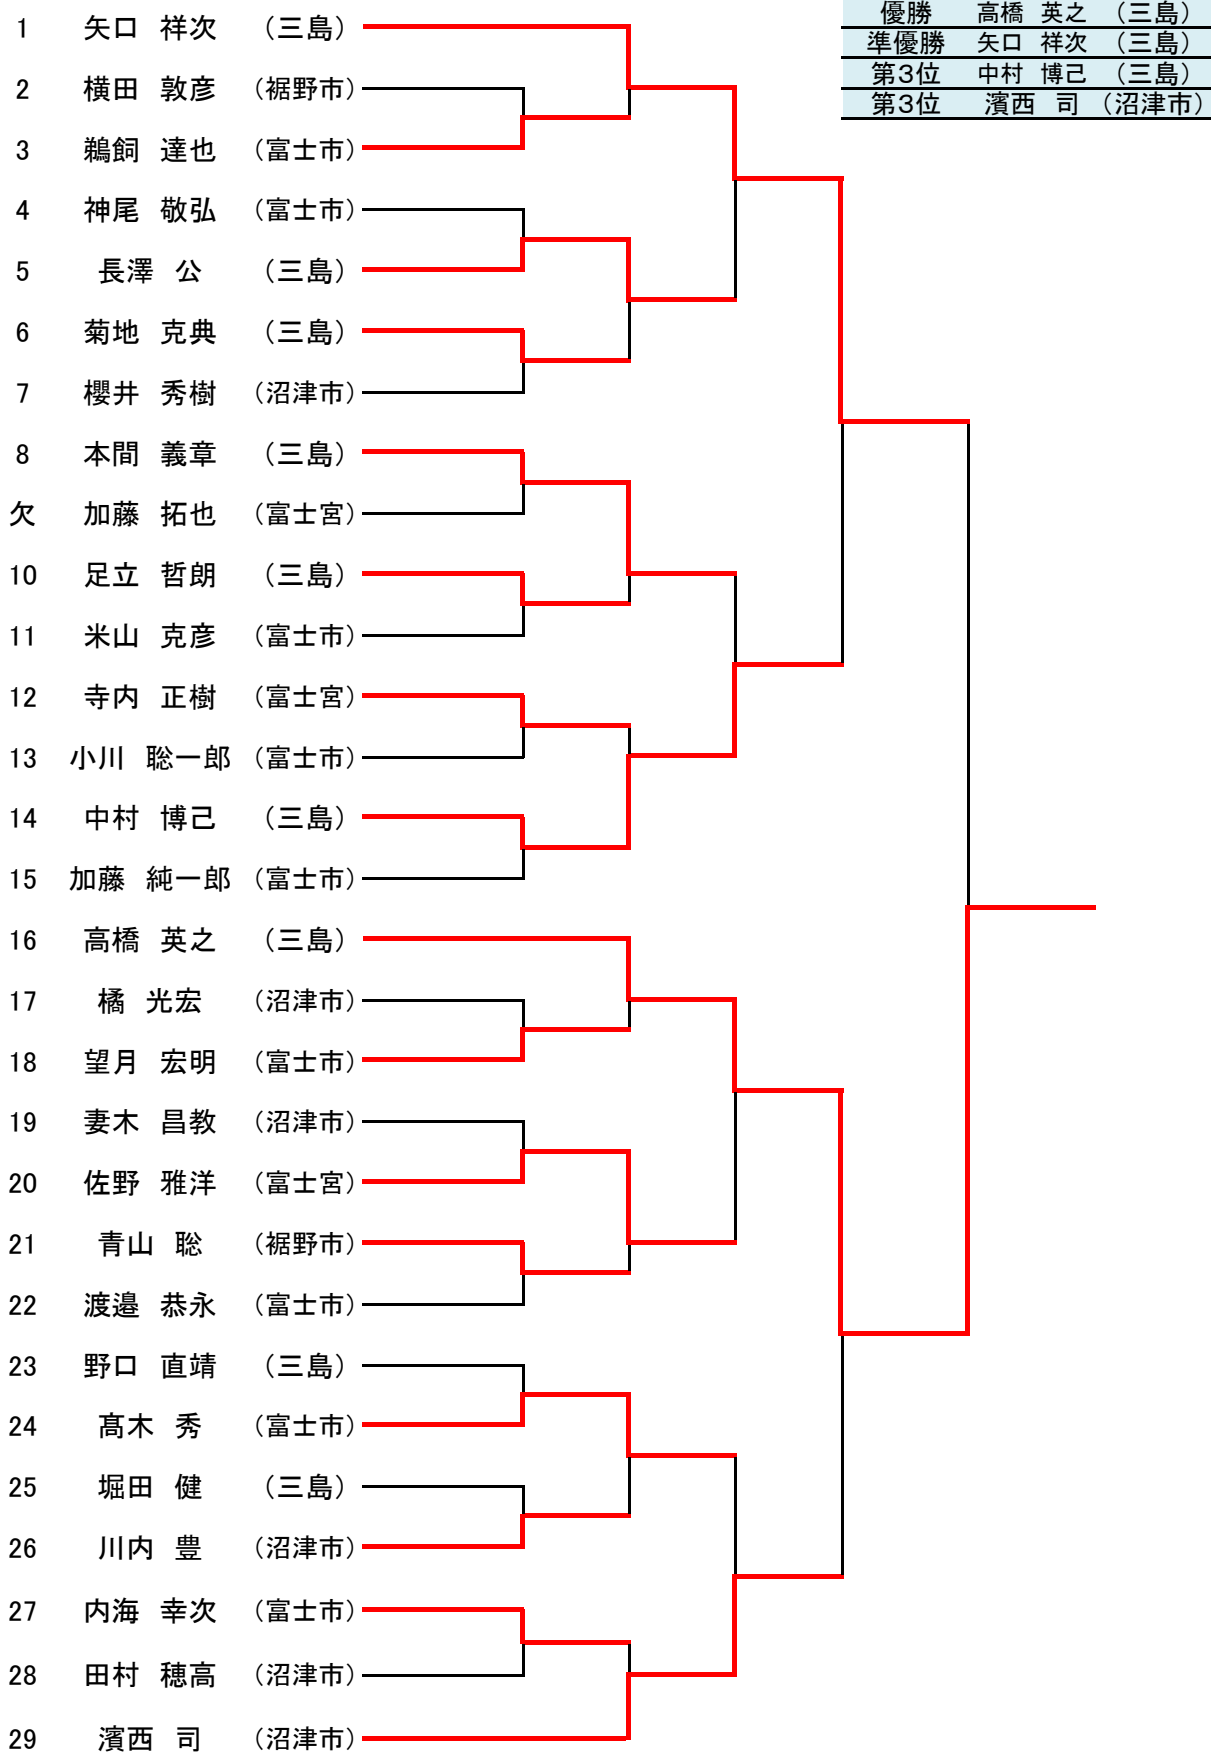 優勝 高橋 英之 （三島）
準優勝 矢口 祥次 （三島）
第3位 中村 博己 （三島）
第3位 濱西 司 （沼津市）
1 矢口 祥次 （三島）
2 横田 敦彦 （裾野市）
3 鵜飼 達也 （富士市）
4 神尾 敬弘 （富士市）
5 長澤 公 （三島）
6 菊地 克典 （三島）
7 櫻井 秀樹 （沼津市）
8 本間 義章 （三島）
欠 加藤 拓也 （富士宮）
10 足立 哲朗 （三島）
11 米山 克彦 （富士市）
12 寺内 正樹 （富士宮）
13 小川 聡一郎 （富士市）
14 中村 博己 （三島）
15 加藤 純一郎 （富士市）
16 高橋 英之 （三島）
17 橘 光宏 （沼津市）
18 望月 宏明 （富士市）
19 妻木 昌教 （沼津市）
20 佐野 雅洋 （富士宮）
21 青山 聡 （裾野市）
22 渡邉 恭永 （富士市）
23 野口 直靖 （三島）
24 髙木 秀 （富士市）
25 堀田 健 （三島）
26 川内 豊 （沼津市）
27 内海 幸次 （富士市）
28 田村 穂高 （沼津市）
29 濱西 司 （沼津市）